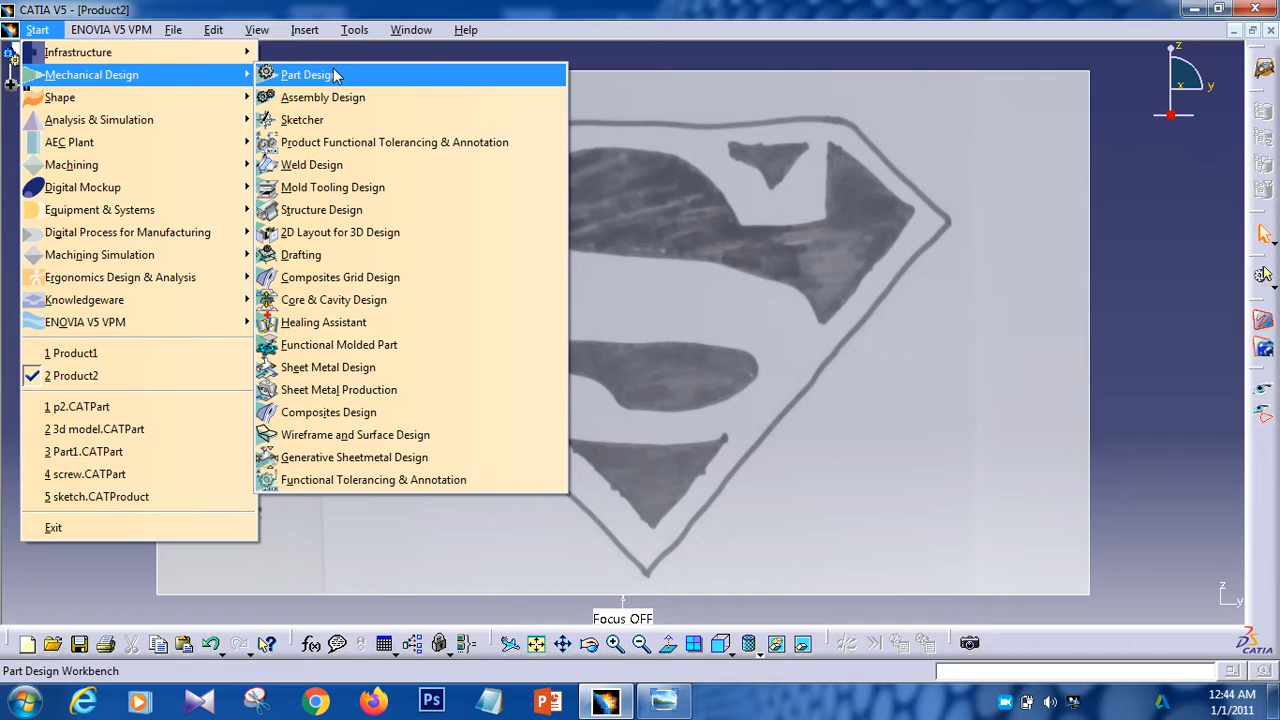 CATIA V5 - [Product2]
Start ENOVIA V5 VPM File Edit View Insert Tools Window Help
Infrastructure
Mechanical Design
Shape
Analysis & Simulation
AEC Plant
Machining
Digital Mockup
Equipment & Systems
Digital Process for Manufacturing
Machining Simulation
Ergonomics Design & Analysis
Knowledgeware
ENOVIA V5 VPM
1 Product1
2 Product2
1 p2.CATPart
2 3d model.CATPart
3 Part1.CATPart
4 screw.CATPart
5 sketch.CATProduct
Exit
Part Design
Assembly Design
Sketcher
Product Functional Tolerancing & Annotation
Weld Design
Mold Tooling Design
Structure Design
2D Layout for 3D Design
Drafting
Composites Grid Design
Core & Cavity Design
Healing Assistant
Functional Molded Part
Sheet Metal Design
Sheet Metal Production
Composites Design
Wireframe and Surface Design
Generative Sheetmetal Design
Functional Tolerancing & Annotation
z
x
y
Focus OFF
z
y
f(x)
CATIA
Part Design Workbench
Ps
12:44 AM
1/1/2011